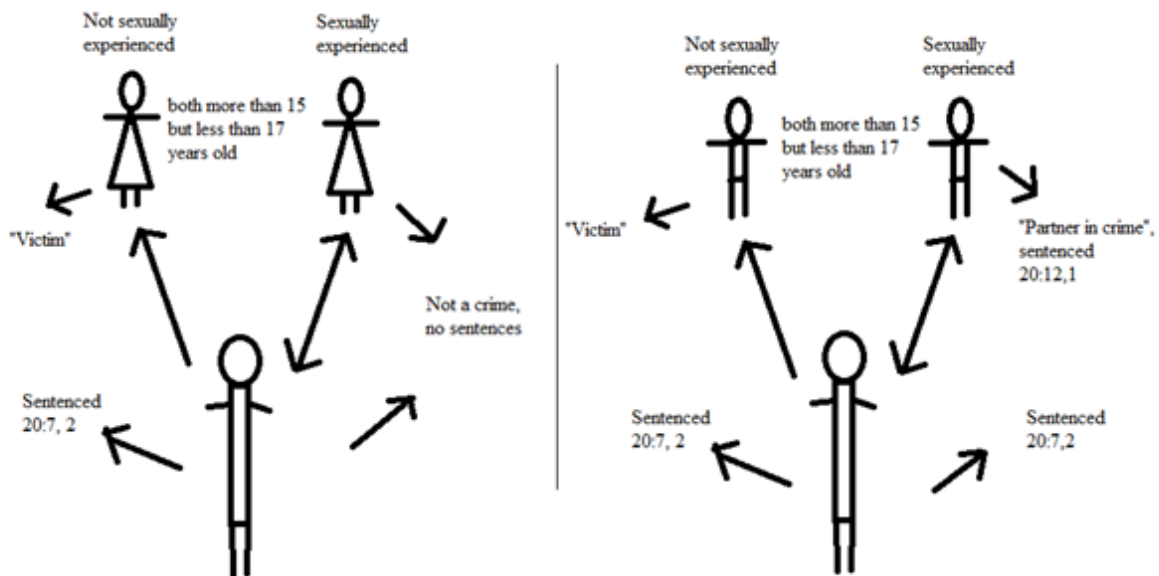 Not sexually
experienced
Sexually
experienced
both more than 15
but less than 17
years old
"Victim"
Not a crime,
no sentences
Sentenced
20:7, 2
Not sexually
experienced
Sexually
experienced
both more than 15
but less than 17
years old
"Victim"
"Partner in crime",
sentenced
20:12,1
Sentenced
20:7, 2
Sentenced
20:7,2